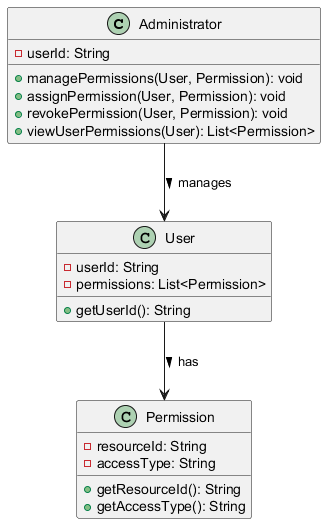 C Administrator
userId: String
managePermissions(User, Permission): void
assignPermission(User, Permission): void
revokePermission(User, Permission): void
viewUserPermissions(User): List<Permission>
manages
C User
userId: String
permissions: List<Permission>
getUserId(): String
has
C Permission
resourceId: String
accessType: String
getResourceId(): String
getAccessType(): String